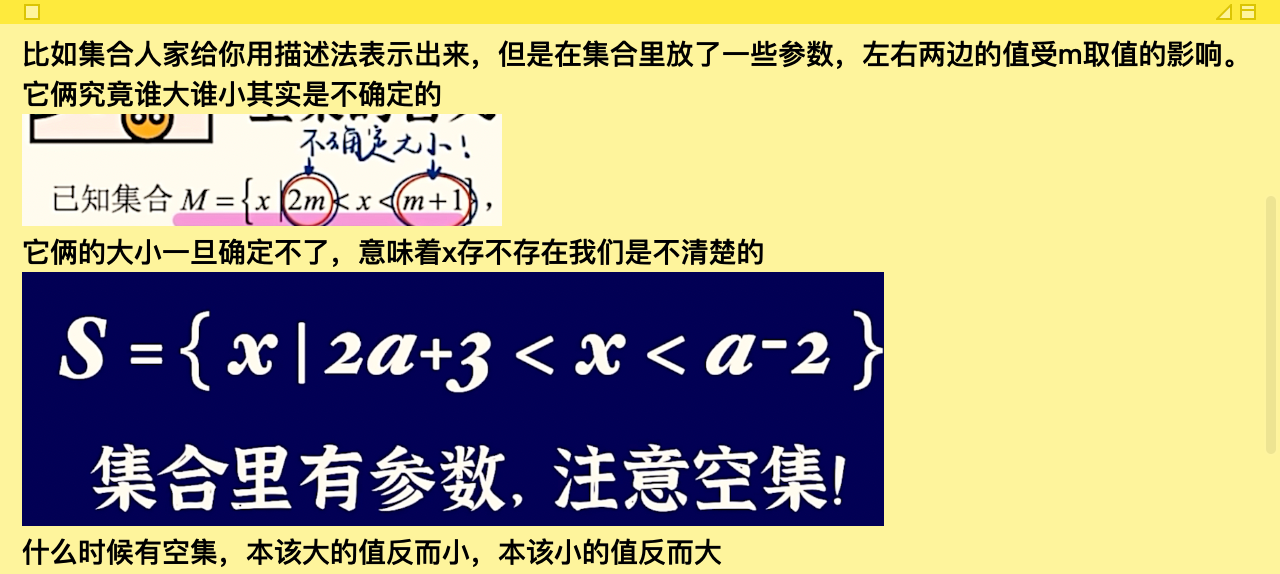 比如集合人家给你用描述法表示出来，但是在集合里放了一些参数，左右两边的值受m取值的影响。
它俩究竟谁大谁小其实是不确定的
不确定大小！
已知集合 M = {x | 2m < x < m+1}，
它俩的大小一旦确定不了，意味着x存不存在我们是不清楚的
S = { x | 2a+3 < x < a-2 }
集合里有参数, 注意空集!
什么时候有空集，本该大的值反而小，本该小的值反而大